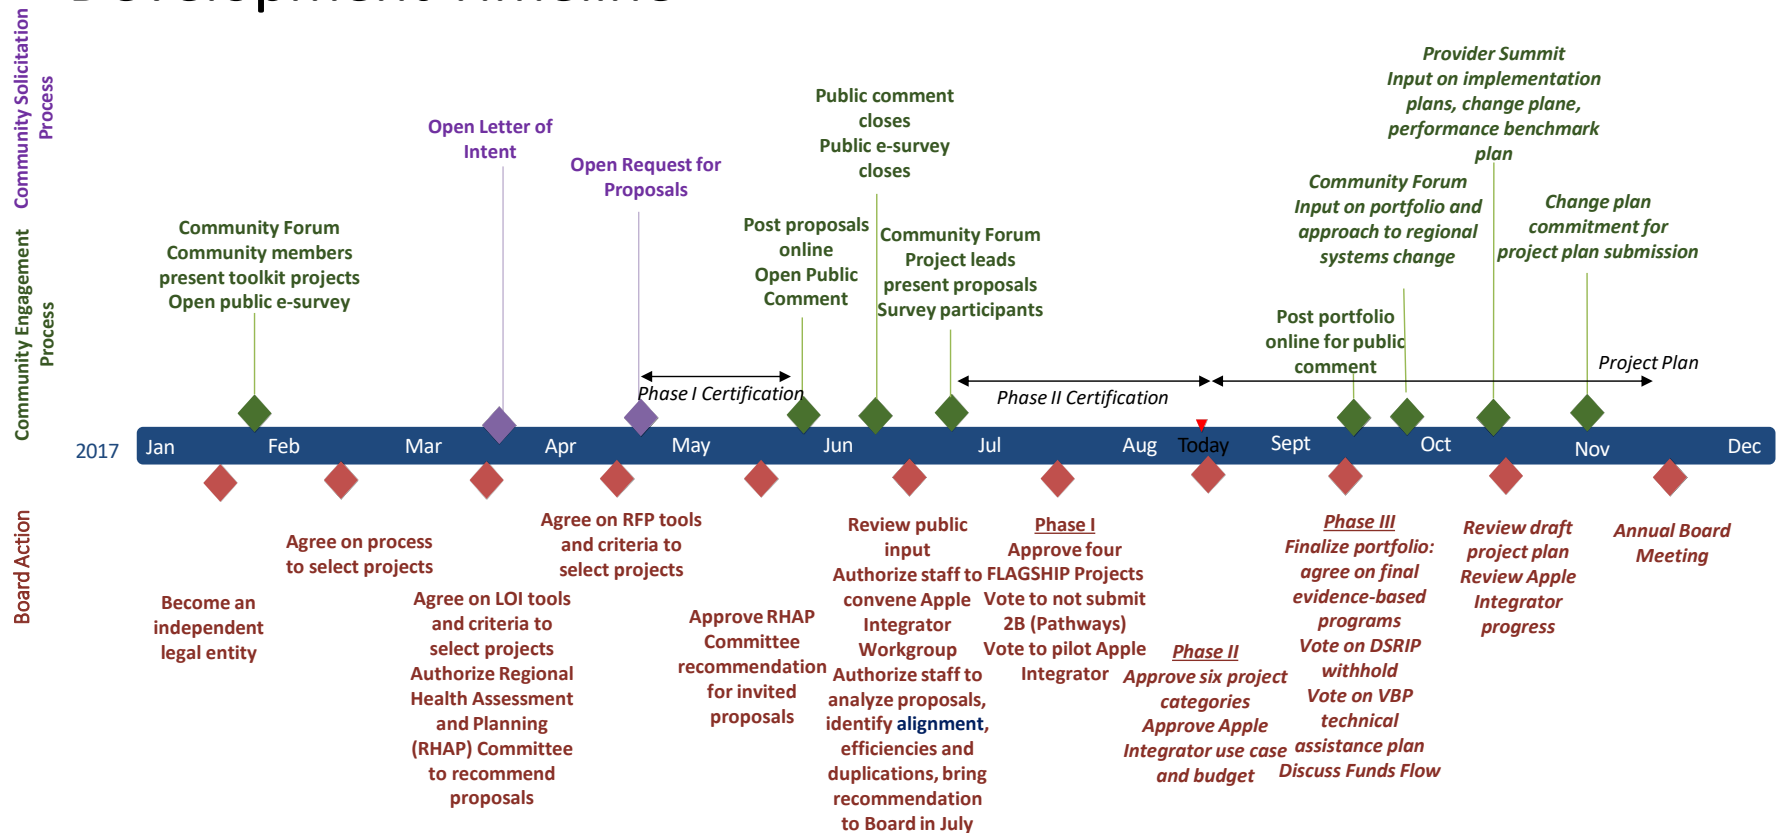 Development Timeline
Community Solicitation
Process
Community Engagement
Process
Board Action
Open Letter of
Intent
Open Request for
Proposals
Community Forum
Community members
present toolkit projects
Open public e-survey
Post proposals
online
Open Public
Comment
Public comment
closes
Public e-survey
closes
Community Forum
Project leads
present proposals
Survey participants
Provider Summit
Input on implementation
plans, change plane,
performance benchmark
plan
Community Forum
Input on portfolio and
approach to regional
systems change
Change plan
commitment for
project plan submission
Post portfolio
online for public
comment
Phase I Certification
Phase II Certification
Project Plan
2017 Jan Feb Mar Apr May Jun Jul Aug Today Sept Oct Nov Dec
Become an
independent
legal entity
Agree on process
to select projects
Agree on LOI tools
and criteria to
select projects
Authorize Regional
Health Assessment
and Planning
(RHAP) Committee
to recommend
proposals
Agree on RFP tools
and criteria to
select projects
Approve RHAP
Committee
recommendation
for invited
proposals
Review public
input
Authorize staff to
convene Apple
Integrator
Workgroup
Authorize staff to
analyze proposals,
identify alignment,
efficiencies and
duplications, bring
recommendation
to Board in July
Phase I
Approve four
FLAGSHIP Projects
Vote to not submit
2B (Pathways)
Vote to pilot Apple
Integrator
Phase II
Approve six project
categories
Approve Apple
Integrator use case
and budget
Phase III
Finalize portfolio:
agree on final
evidence-based
programs
Vote on DSRIP
withhold
Vote on VBP
technical
assistance plan
Discuss Funds Flow
Review draft
project plan
Review Apple
Integrator
progress
Annual Board
Meeting